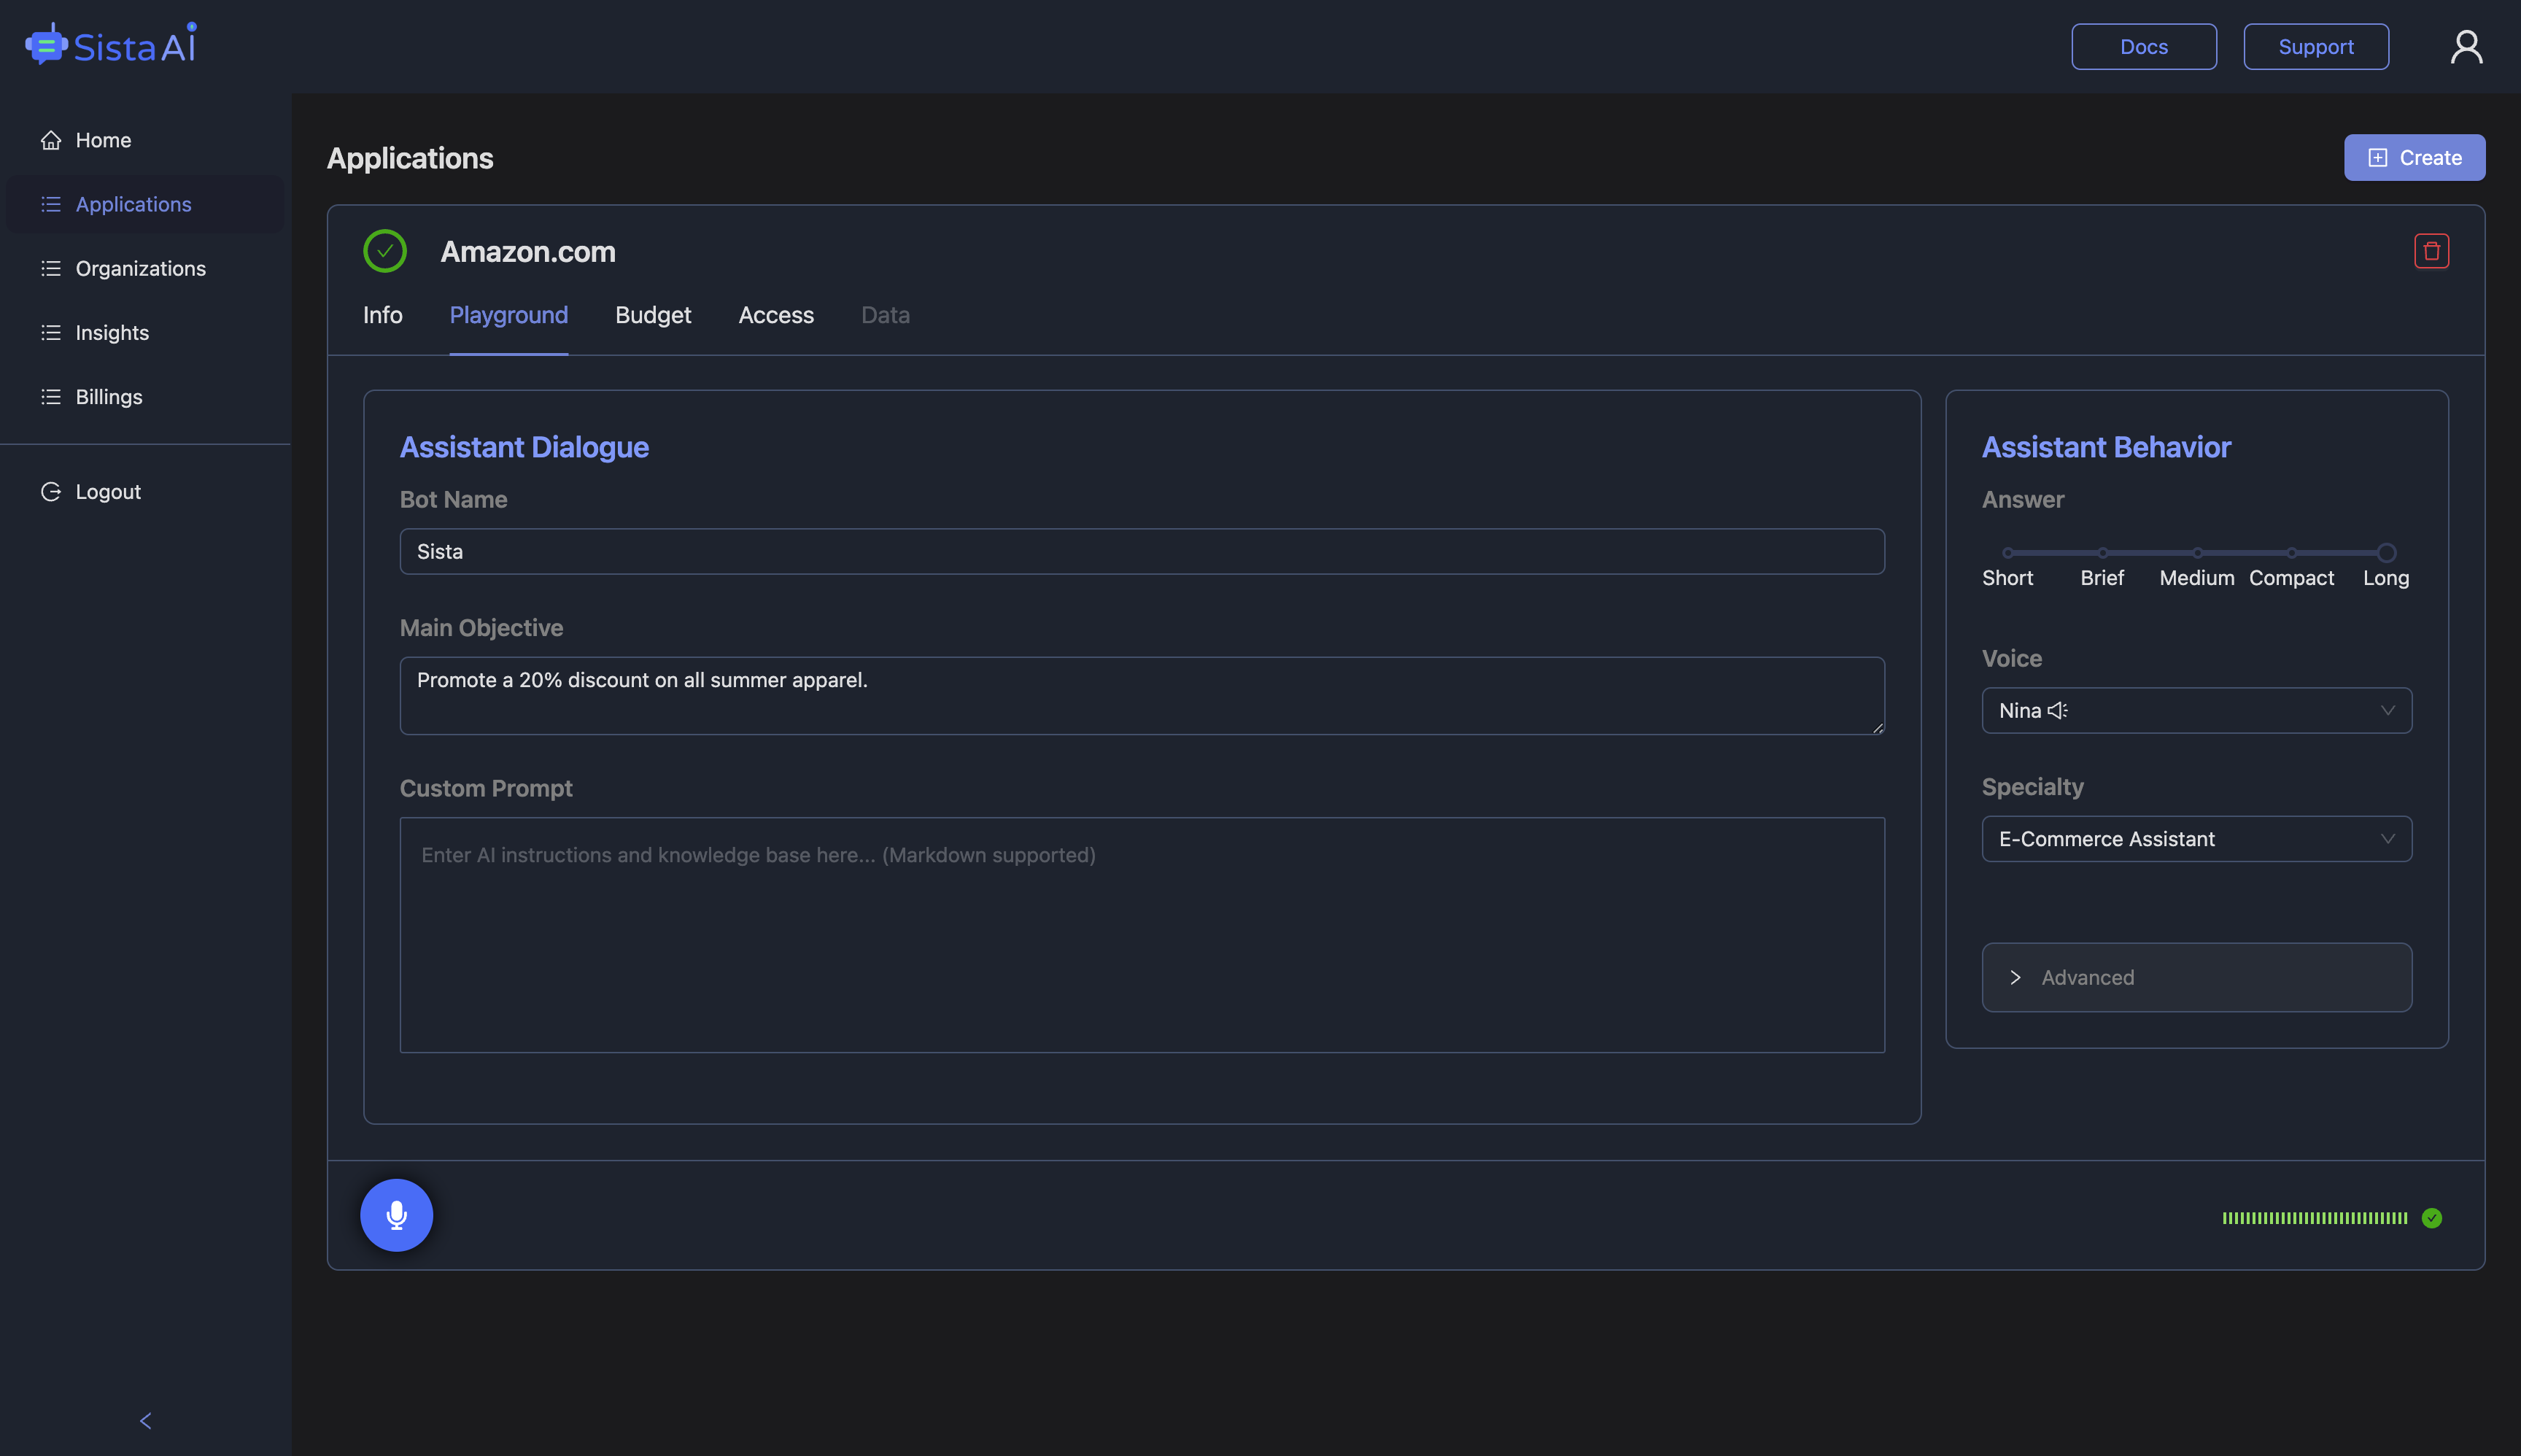 Sista Ai
Docs
Support
Home
Applications
Organizations
Insights
Billings
Logout
Applications
Create
Amazon.com
Info
Playground
Budget
Access
Data
Assistant Dialogue
Bot Name
Sista
Main Objective
Promote a 20% discount on all summer apparel.
Custom Prompt
Enter AI instructions and knowledge base here... (Markdown supported)
Assistant Behavior
Answer
Short Brief Medium Compact Long
Voice
Nina
Specialty
E-Commerce Assistant
Advanced